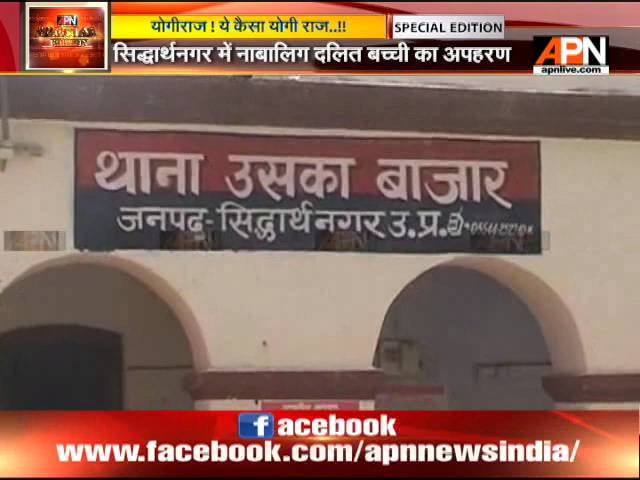 योगीराज ! ये कैसा योगी राज..!!
SPECIAL EDITION
सिद्धार्थनगर में नाबालिग दलित बच्ची का अपहरण
APN
apnlive.com
थाना उसका बाजार
जनपद-सिद्धार्थनगर उ.प्र.
facebook
www.facebook.com/apnnewsindia/